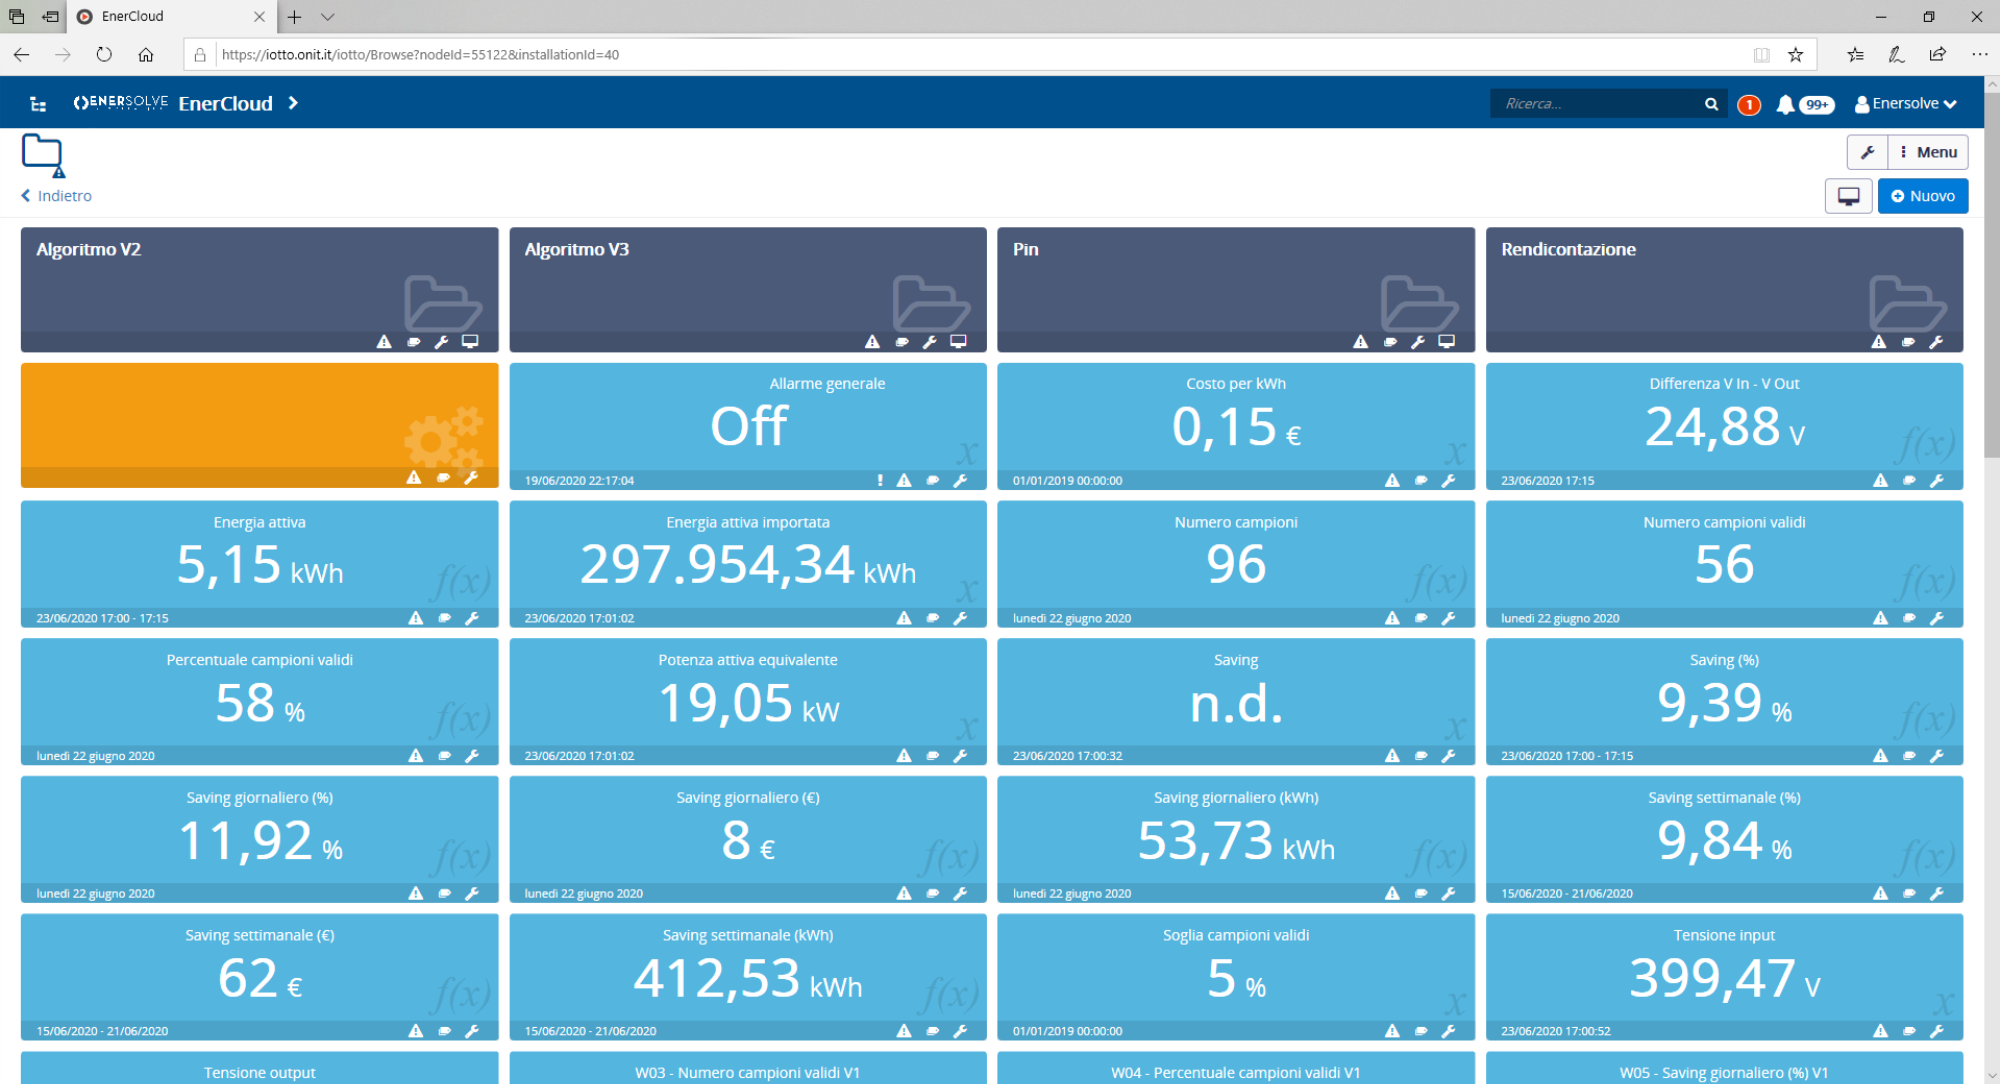 EnerCloud
https://iotto.onit.it/iotto/Browse?nodeId=55122&installationId=40
ENERSOLVE EnerCloud
Ricerca...
1
99+
Enersolve
Menu
Indietro
Nuovo
Algoritmo V2
Algoritmo V3
Pin
Rendicontazione
Allarme generale
Off
x
19/06/2020 22:17:04
Costo per kWh
0,15 €
x
01/01/2019 00:00:00
Differenza V In - V Out
24,88 V
f(x)
23/06/2020 17:15
Energia attiva
5,15 kWh
f(x)
23/06/2020 17:00 - 17:15
Energia attiva importata
297.954,34 kWh
x
23/06/2020 17:01:02
Numero campioni
96
f(x)
lunedì 22 giugno 2020
Numero campioni validi
56
f(x)
lunedì 22 giugno 2020
Percentuale campioni validi
58 %
f(x)
lunedì 22 giugno 2020
Potenza attiva equivalente
19,05 kW
x
23/06/2020 17:01:02
Saving
n.d.
x
23/06/2020 17:00:32
Saving (%)
9,39 %
f(x)
23/06/2020 17:00 - 17:15
Saving giornaliero (%)
11,92 %
f(x)
lunedì 22 giugno 2020
Saving giornaliero (€)
8 €
f(x)
lunedì 22 giugno 2020
Saving giornaliero (kWh)
53,73 kWh
f(x)
lunedì 22 giugno 2020
Saving settimanale (%)
9,84 %
f(x)
15/06/2020 - 21/06/2020
Saving settimanale (€)
62 €
f(x)
15/06/2020 - 21/06/2020
Saving settimanale (kWh)
412,53 kWh
f(x)
15/06/2020 - 21/06/2020
Soglia campioni validi
5 %
x
01/01/2019 00:00:00
Tensione input
399,47 V
x
23/06/2020 17:00:52
Tensione output
W03 - Numero campioni validi V1
W04 - Percentuale campioni validi V1
W05 - Saving giornaliero (%) V1